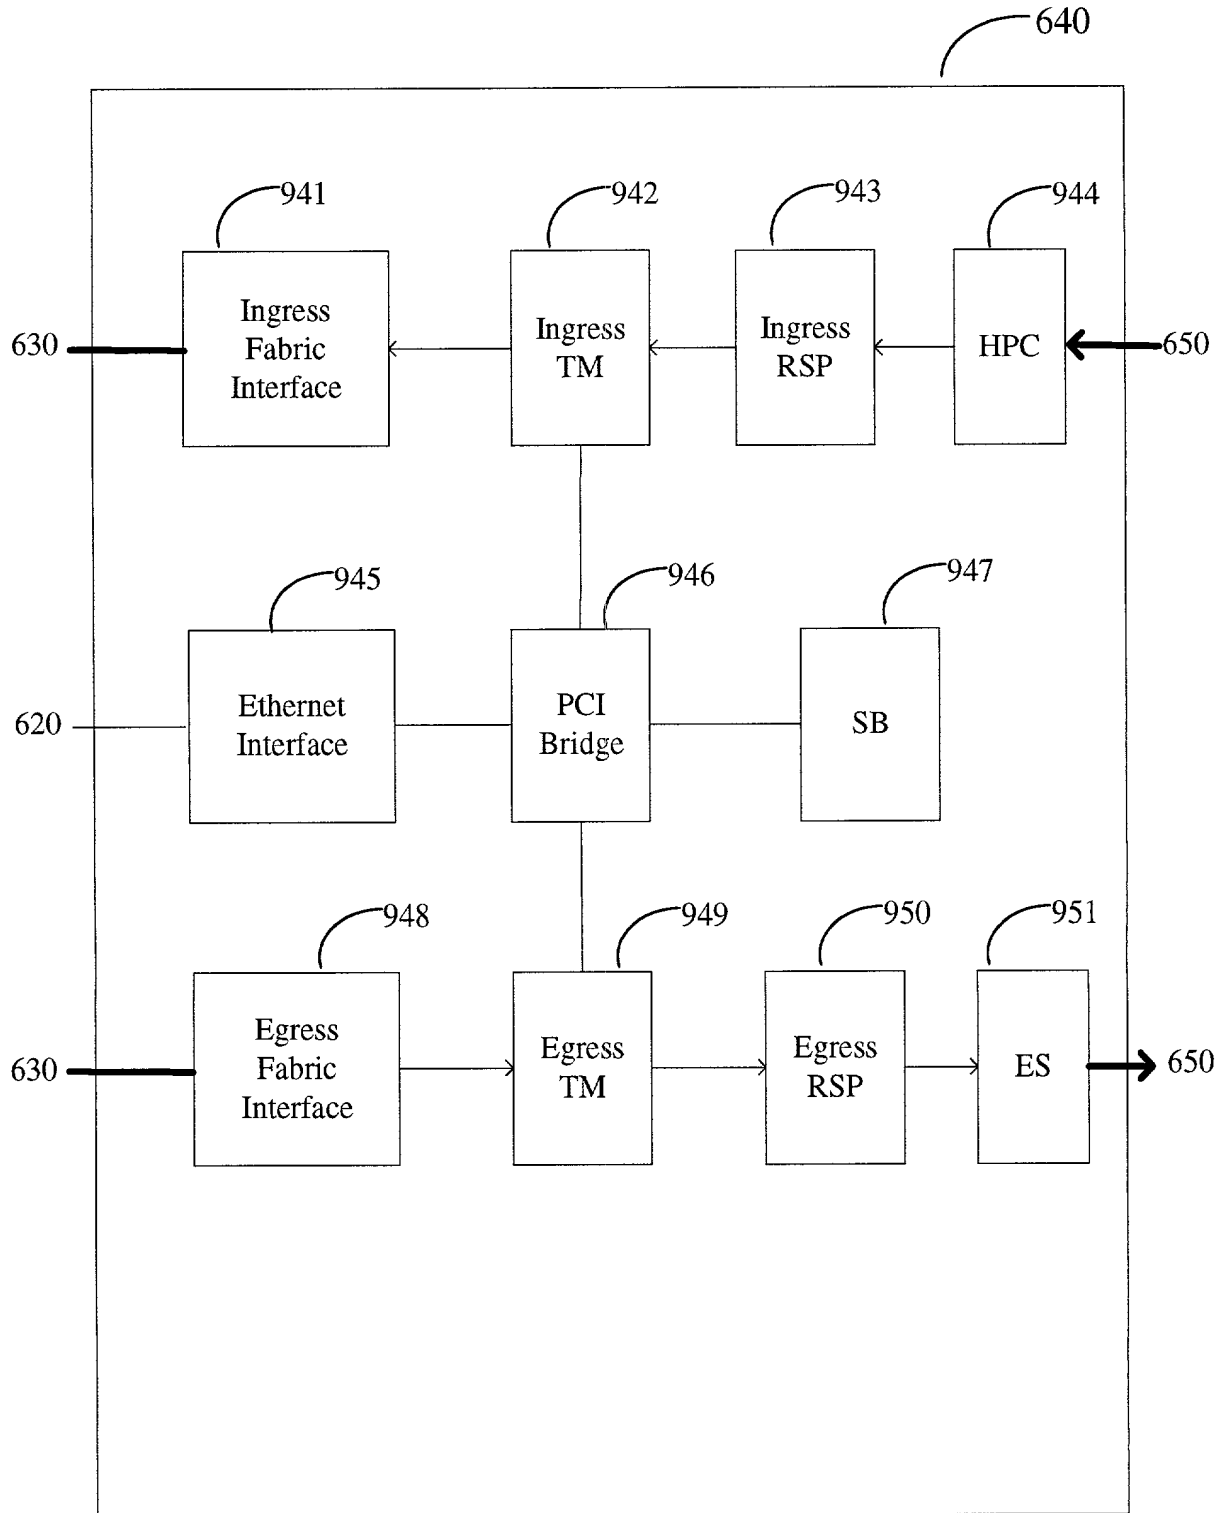 640
941
942
943
944
630
Ingress
Fabric
Interface
Ingress
TM
Ingress
RSP
HPC
650
945
946
947
620
Ethernet
Interface
PCI
Bridge
SB
948
949
950
951
630
Egress
Fabric
Interface
Egress
TM
Egress
RSP
ES
650